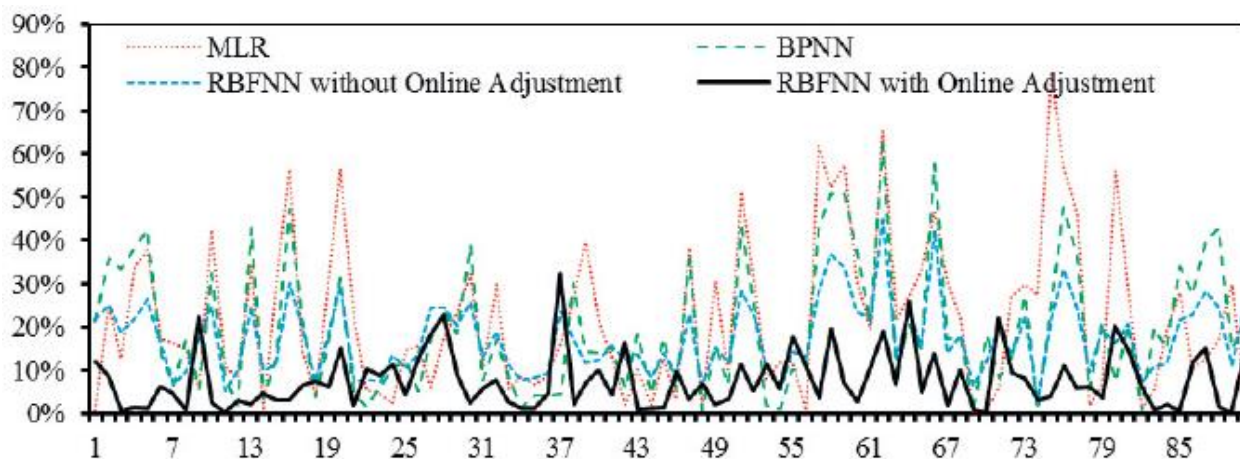 90%
80%
70%
60%
50%
40%
30%
20%
10%
0%
MLR
BPNN
RBFNN without Online Adjustment
RBFNN with Online Adjustment
1 7 13 19 25 31 37 43 49 55 61 67 73 79 85